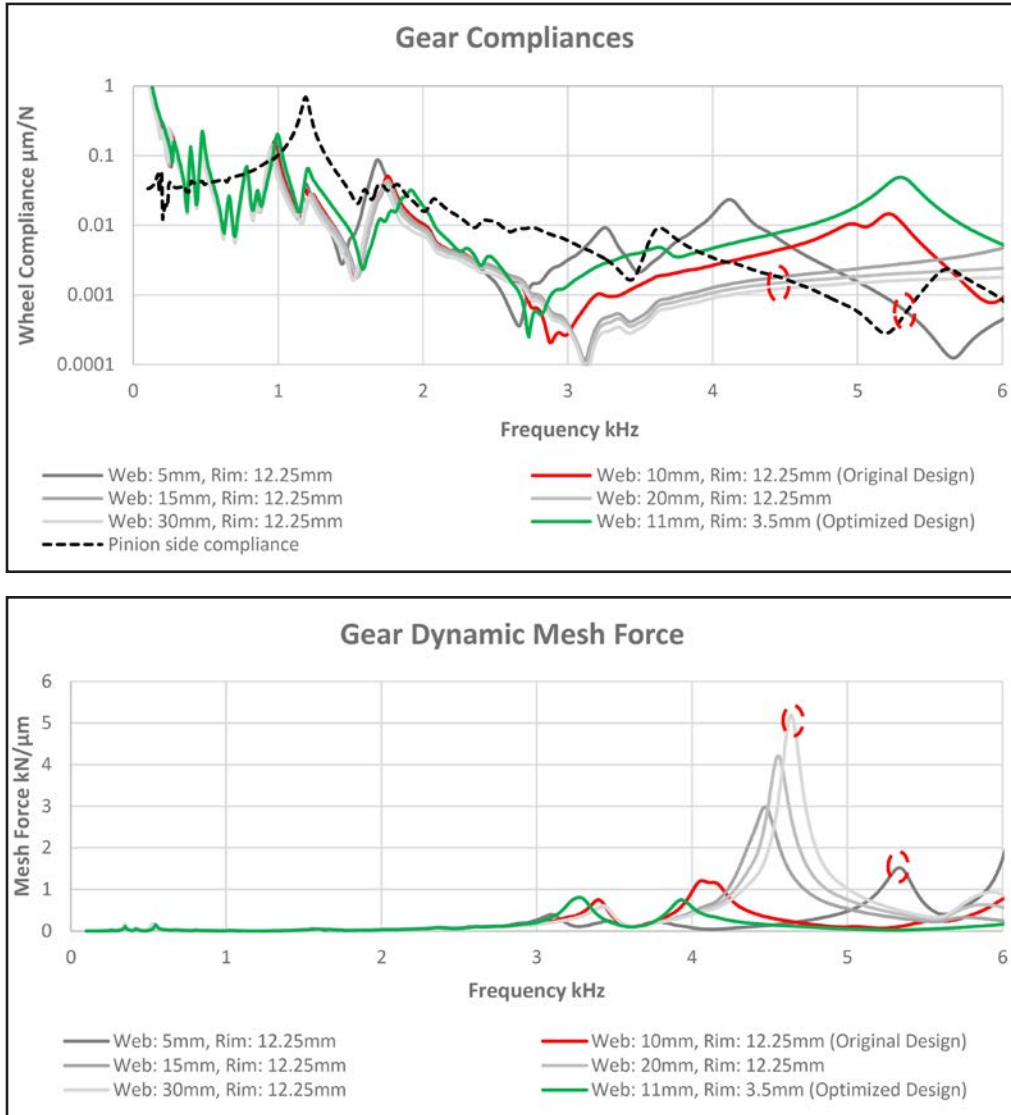 Gear Compliances
Wheel Compliance μm/N
1
0.1
0.01
0.001
0.0001
0 1 2 3 4 5 6
Frequency kHz
Web: 5mm, Rim: 12.25mm Web: 10mm, Rim: 12.25mm (Original Design)
Web: 15mm, Rim: 12.25mm Web: 20mm, Rim: 12.25mm
Web: 30mm, Rim: 12.25mm Web: 11mm, Rim: 3.5mm (Optimized Design)
Pinion side compliance
Gear Dynamic Mesh Force
Mesh Force kN/μm
6
5
4
3
2
1
0
0 1 2 3 4 5 6
Frequency kHz
Web: 5mm, Rim: 12.25mm Web: 10mm, Rim: 12.25mm (Original Design)
Web: 15mm, Rim: 12.25mm Web: 20mm, Rim: 12.25mm
Web: 30mm, Rim: 12.25mm Web: 11mm, Rim: 3.5mm (Optimized Design)